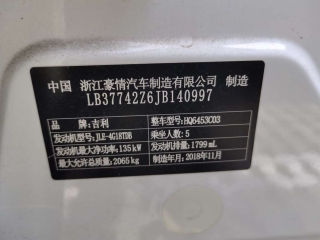 中国 浙江豪情汽车制造有限公司 制造
LB37742Z6JB140997
品牌：吉利 整车型号：HQ6453C03
发动机型号：JLE-4G18TDB 乘坐人数：5
发动机最大净功率：135kW 发动机排量：1799mL
最大允许总质量：2065kg 制造年月：2018年11月